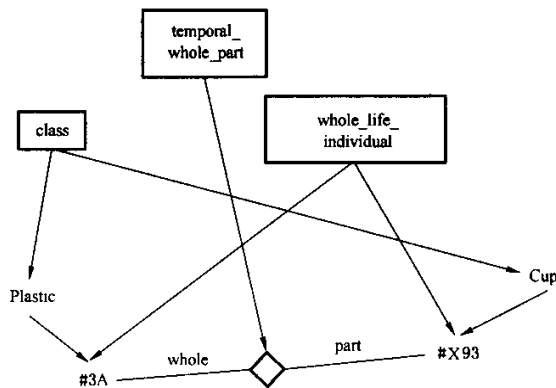 temporal_
whole_part
class
whole_life_
individual
Plastic
Cup
#3A
whole
part
#X93